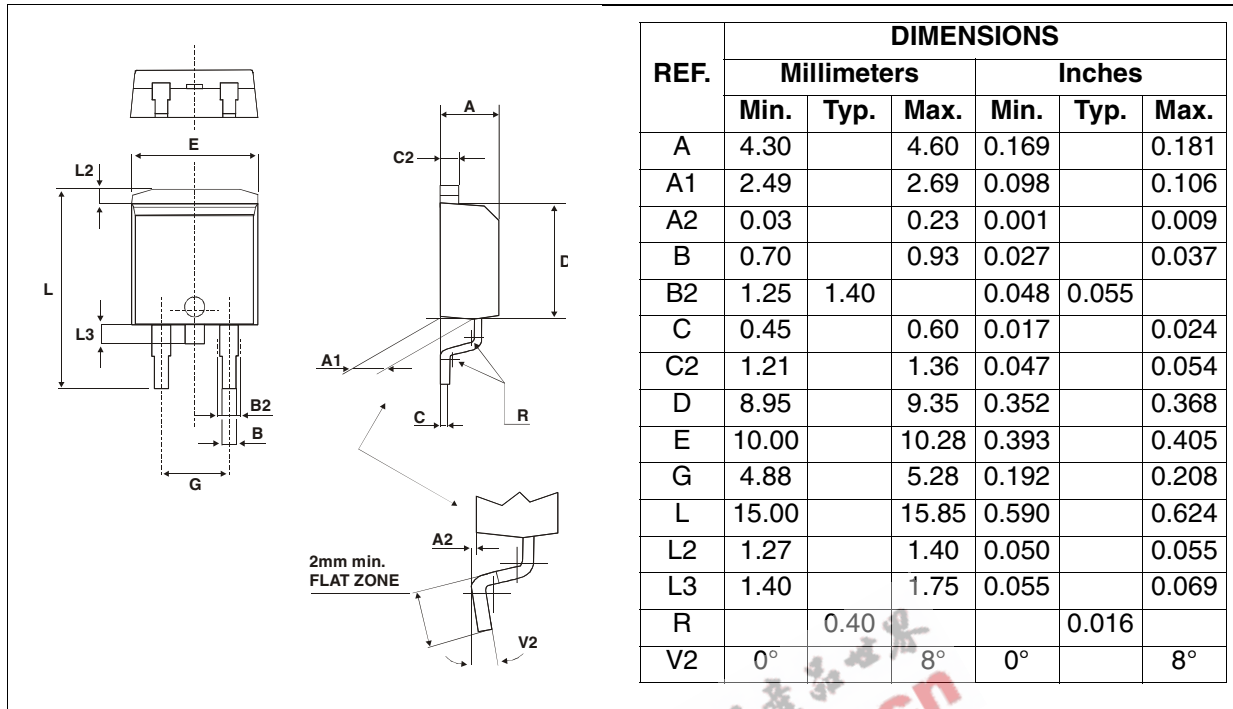 E
L2
L
L3
B2
B
G
A
C2
D
A1
C
R
A2
2mm min.
FLAT ZONE
V2
DIMENSIONS
REF. Millimeters Inches
Min. Typ. Max. Min. Typ. Max.
A 4.30 4.60 0.169 0.181
A1 2.49 2.69 0.098 0.106
A2 0.03 0.23 0.001 0.009
B 0.70 0.93 0.027 0.037
B2 1.25 1.40 0.048 0.055
C 0.45 0.60 0.017 0.024
C2 1.21 1.36 0.047 0.054
D 8.95 9.35 0.352 0.368
E 10.00 10.28 0.393 0.405
G 4.88 5.28 0.192 0.208
L 15.00 15.85 0.590 0.624
L2 1.27 1.40 0.050 0.055
L3 1.40 1.75 0.055 0.069
R 0.40 0.016
V2 0° 8° 0° 8°
品世界
cn